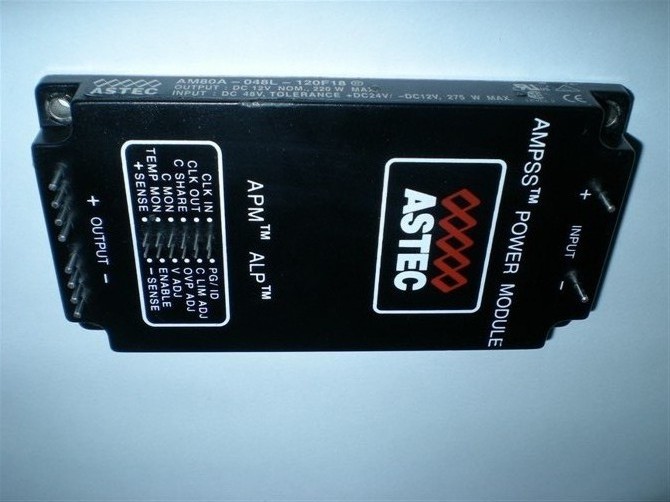 ASTEC
AM80A-048L-120F18
OUTPUT: DC 12V NOM., 220 W MAX.
INPUT: DC 48V, TOLERANCE +DC24V/ -DC12V, 275 W MAX.
AMPSS™ POWER MODULE
+ INPUT -
ASTEC
APM™ ALP™
CLK IN PG/ID
CLK OUT C LIM ADJ
C SHARE OVP ADJ
C MON V ADJ
TEMP MON ENABLE
+SENSE -SENSE
+ OUTPUT -